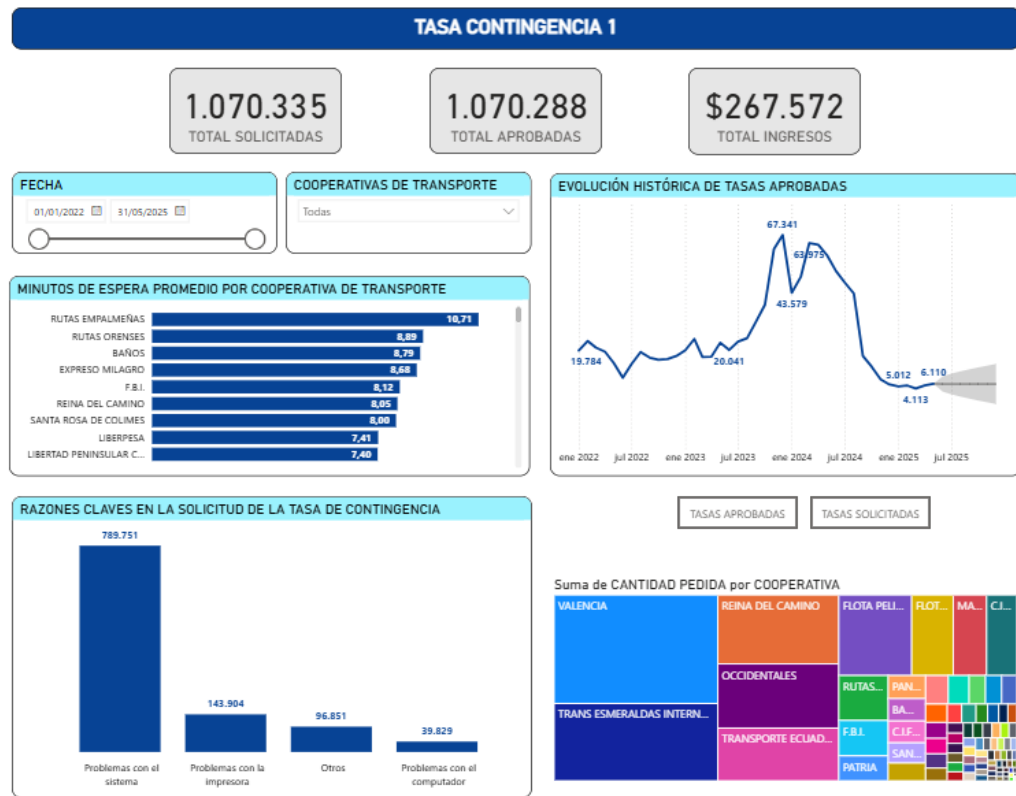 TASA CONTINGENCIA 1
1.070.335
TOTAL SOLICITADAS
1.070.288
TOTAL APROBADAS
$267.572
TOTAL INGRESOS
FECHA
01/01/2022
31/05/2025
COOPERATIVAS DE TRANSPORTE
Todas
EVOLUCIÓN HISTÓRICA DE TASAS APROBADAS
67.341
63.975
43.579
19.784
20.041
5.012
6.110
4.113
ene 2022
jul 2022
ene 2023
jul 2023
ene 2024
jul 2024
ene 2025
jul 2025
MINUTOS DE ESPERA PROMEDIO POR COOPERATIVA DE TRANSPORTE
RUTAS EMPALMEÑAS 10,71
RUTAS ORENSES 8,89
BAÑOS 8,79
EXPRESO MILAGRO 8,68
F.B.I. 8,12
REINA DEL CAMINO 8,05
SANTA ROSA DE COLIMES 8,00
LIBERPESA 7,41
LIBERTAD PENINSULAR C... 7,40
RAZONES CLAVES EN LA SOLICITUD DE LA TASA DE CONTINGENCIA
789.751
143.904
96.851
39.829
Problemas con el
sistema
Problemas con la
impresora
Otros
Problemas con el
computador
TASAS APROBADAS
TASAS SOLICITADAS
Suma de CANTIDAD PEDIDA por COOPERATIVA
VALENCIA
TRANS ESMERALDAS INTERN...
REINA DEL CAMINO
OCCIDENTALES
TRANSPORTE ECUAD...
FLOTA PELI...
FLOT...
MA...
C.I...
RUTAS...
F.B.I.
PATRIA
PAN...
BA...
C.I.F...
SAN...